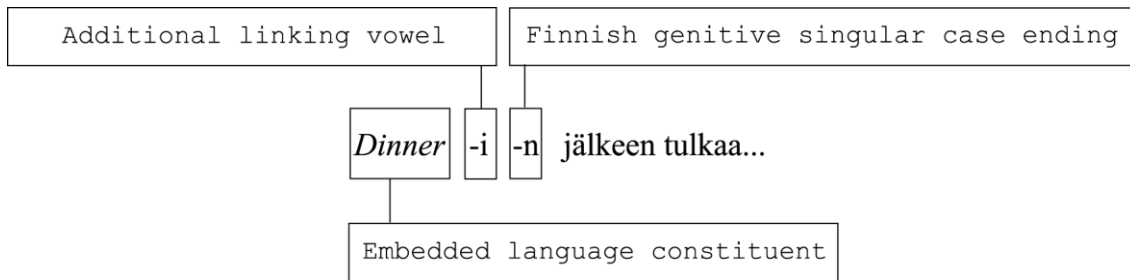 Additional linking vowel
Finnish genitive singular case ending
Dinner -i -n jälkeen tulkaa...
Embedded language constituent